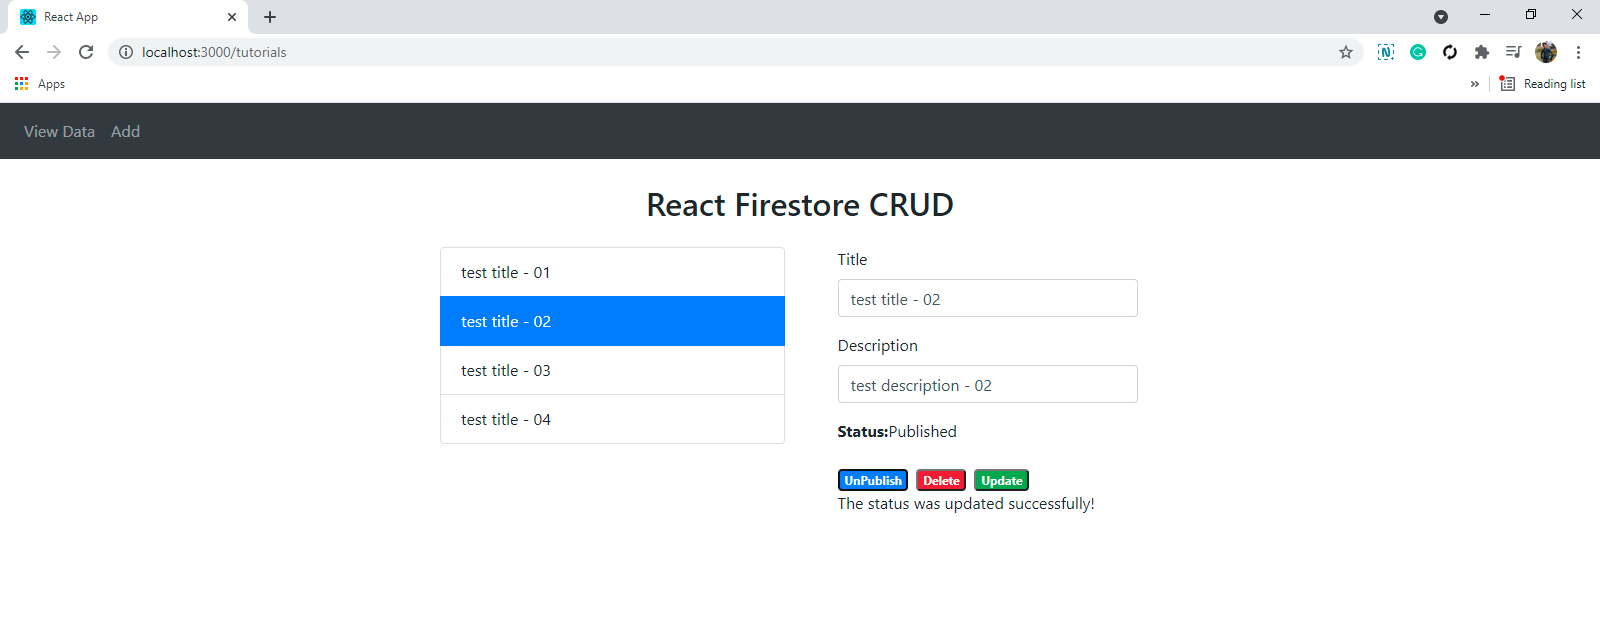 React App
localhost:3000/tutorials
Apps
» Reading list
View Data Add
React Firestore CRUD
test title - 01
test title - 02
test title - 03
test title - 04
Title
test title - 02
Description
test description - 02
Status:Published
UnPublish Delete Update
The status was updated successfully!